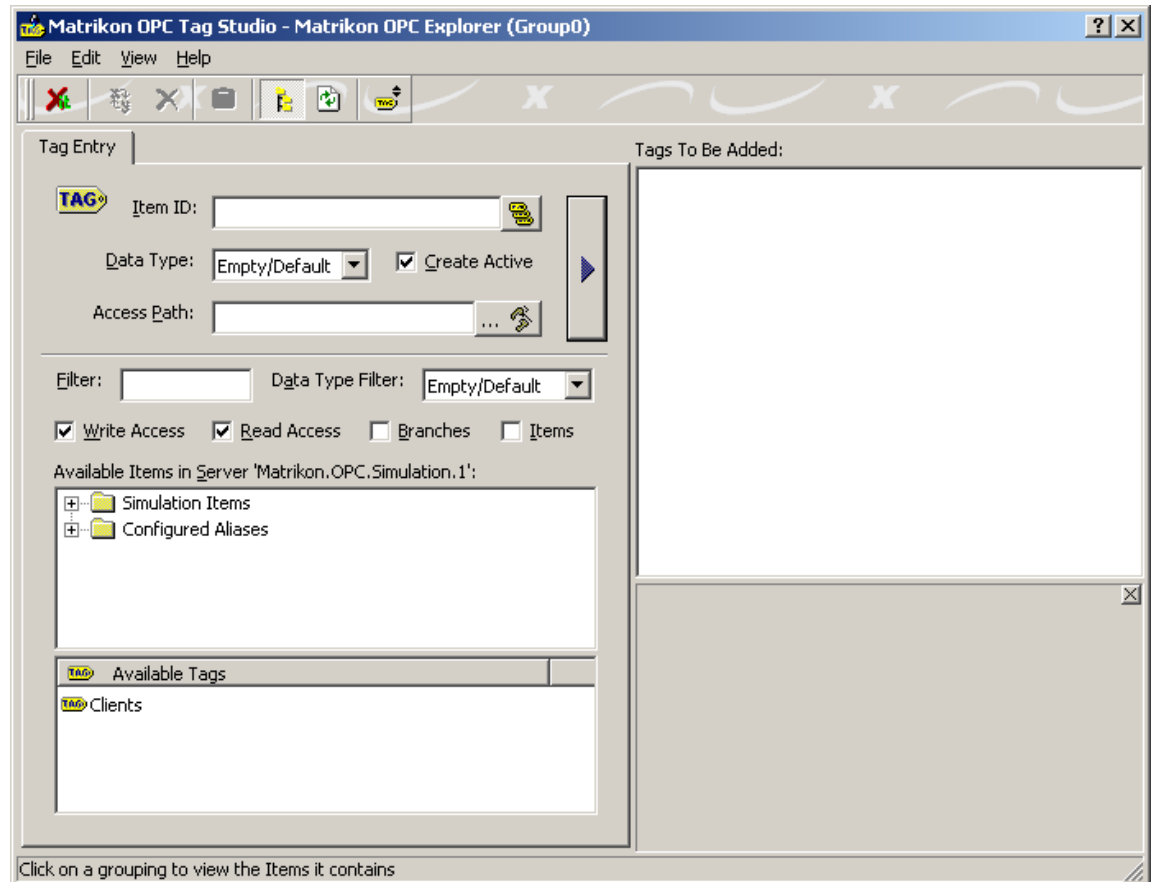 Matrikon OPC Tag Studio - Matrikon OPC Explorer (Group0)
File Edit View Help
Tag Entry
Tags To Be Added:
TAG
Item ID:
Data Type: Empty/Default Create Active
Access Path: ...
Filter: Data Type Filter: Empty/Default
Write Access Read Access Branches Items
Available Items in Server 'Matrikon.OPC.Simulation.1':
Simulation Items
Configured Aliases
TAG Available Tags
TAG Clients
Click on a grouping to view the Items it contains